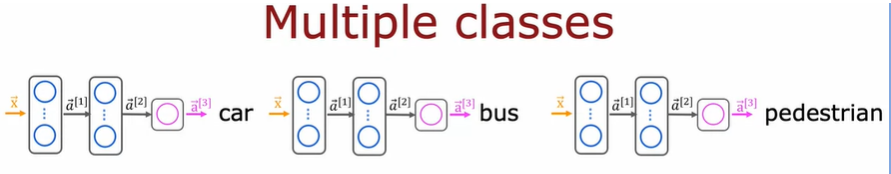 Multiple classes
x⃗ a⃗[1] a⃗[2] a⃗[3] car x⃗ a⃗[1] a⃗[2] a⃗[3] bus x⃗ a⃗[1] a⃗[2] a⃗[3] pedestrian